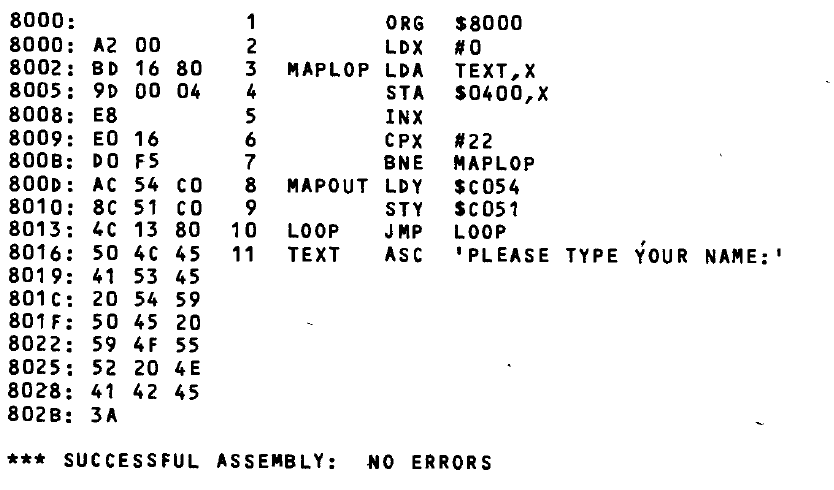 8000:            1         ORG  $8000
8000: A2 00      2         LDX  #0
8002: BD 16 80   3  MAPLOP LDA  TEXT,X
8005: 9D 00 04   4         STA  $0400,X
8008: E8         5         INX
8009: E0 16      6         CPX  #22
800B: D0 F5      7         BNE  MAPLOP
800D: AC 54 C0   8  MAPOUT LDY  $C054
8010: 8C 51 C0   9         STY  $C051
8013: 4C 13 80  10  LOOP   JMP  LOOP
8016: 50 4C 45  11  TEXT   ASC  'PLEASE TYPE YOUR NAME:'
8019: 41 53 45
801C: 20 54 59
801F: 50 45 20
8022: 59 4F 55
8025: 52 20 4E
8028: 41 42 45
802B: 3A
*** SUCCESSFUL ASSEMBLY:  NO ERRORS